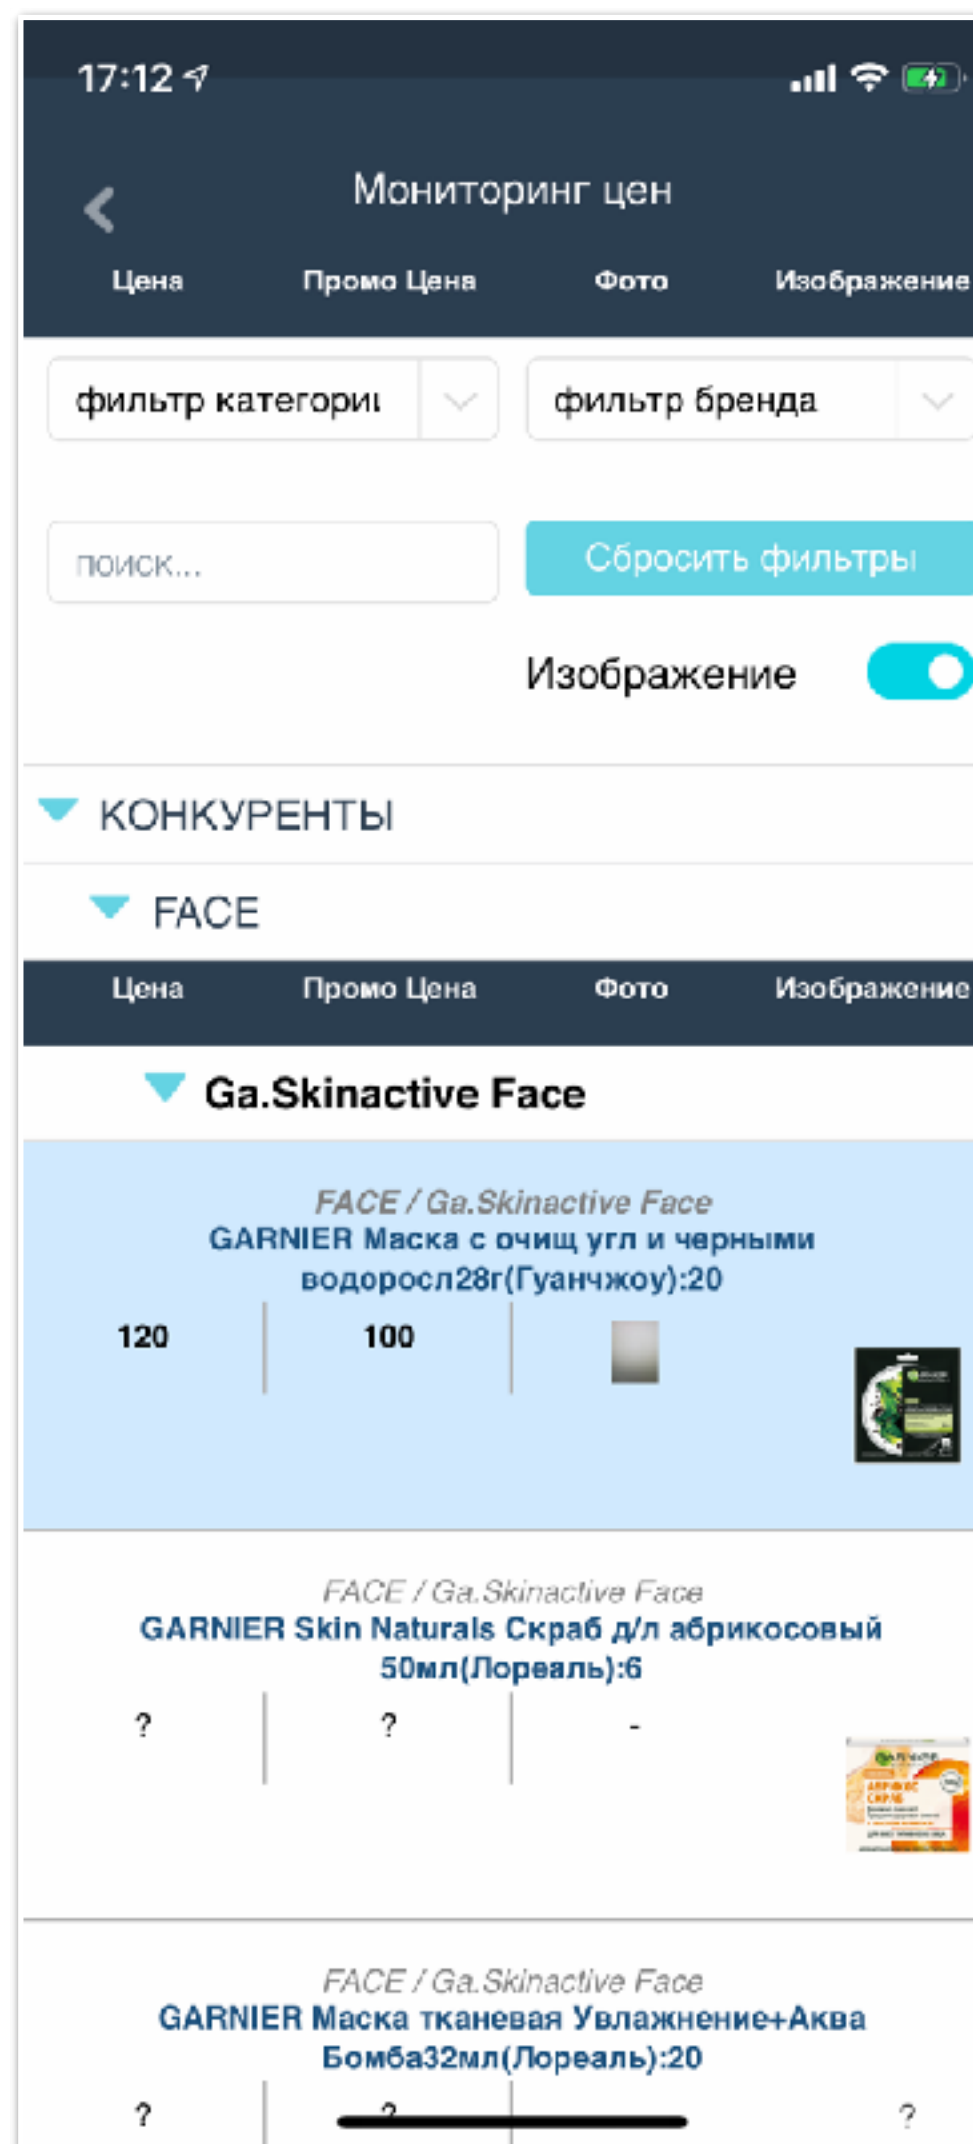 17:12
Мониторинг цен
Цена Промо Цена Фото Изображение
фильтр категори фильтр бренда
поиск... Сбросить фильтры
Изображение
КОНКУРЕНТЫ
FACE
Цена Промо Цена Фото Изображение
Ga.Skinactive Face
FACE / Ga.Skinactive Face
GARNIER Маска с очищ угл и черными
водоросл28г(Гуанчжоу):20
120 100
FACE / Ga.Skinactive Face
GARNIER Skin Naturals Скраб д/л абрикосовый
50мл(Лореаль):6
? ? -
GARNIER
АБРИКОС
СКРАБ
FACE / Ga.Skinactive Face
GARNIER Маска тканевая Увлажнение+Аква
Бомба32мл(Лореаль):20
? ? ?